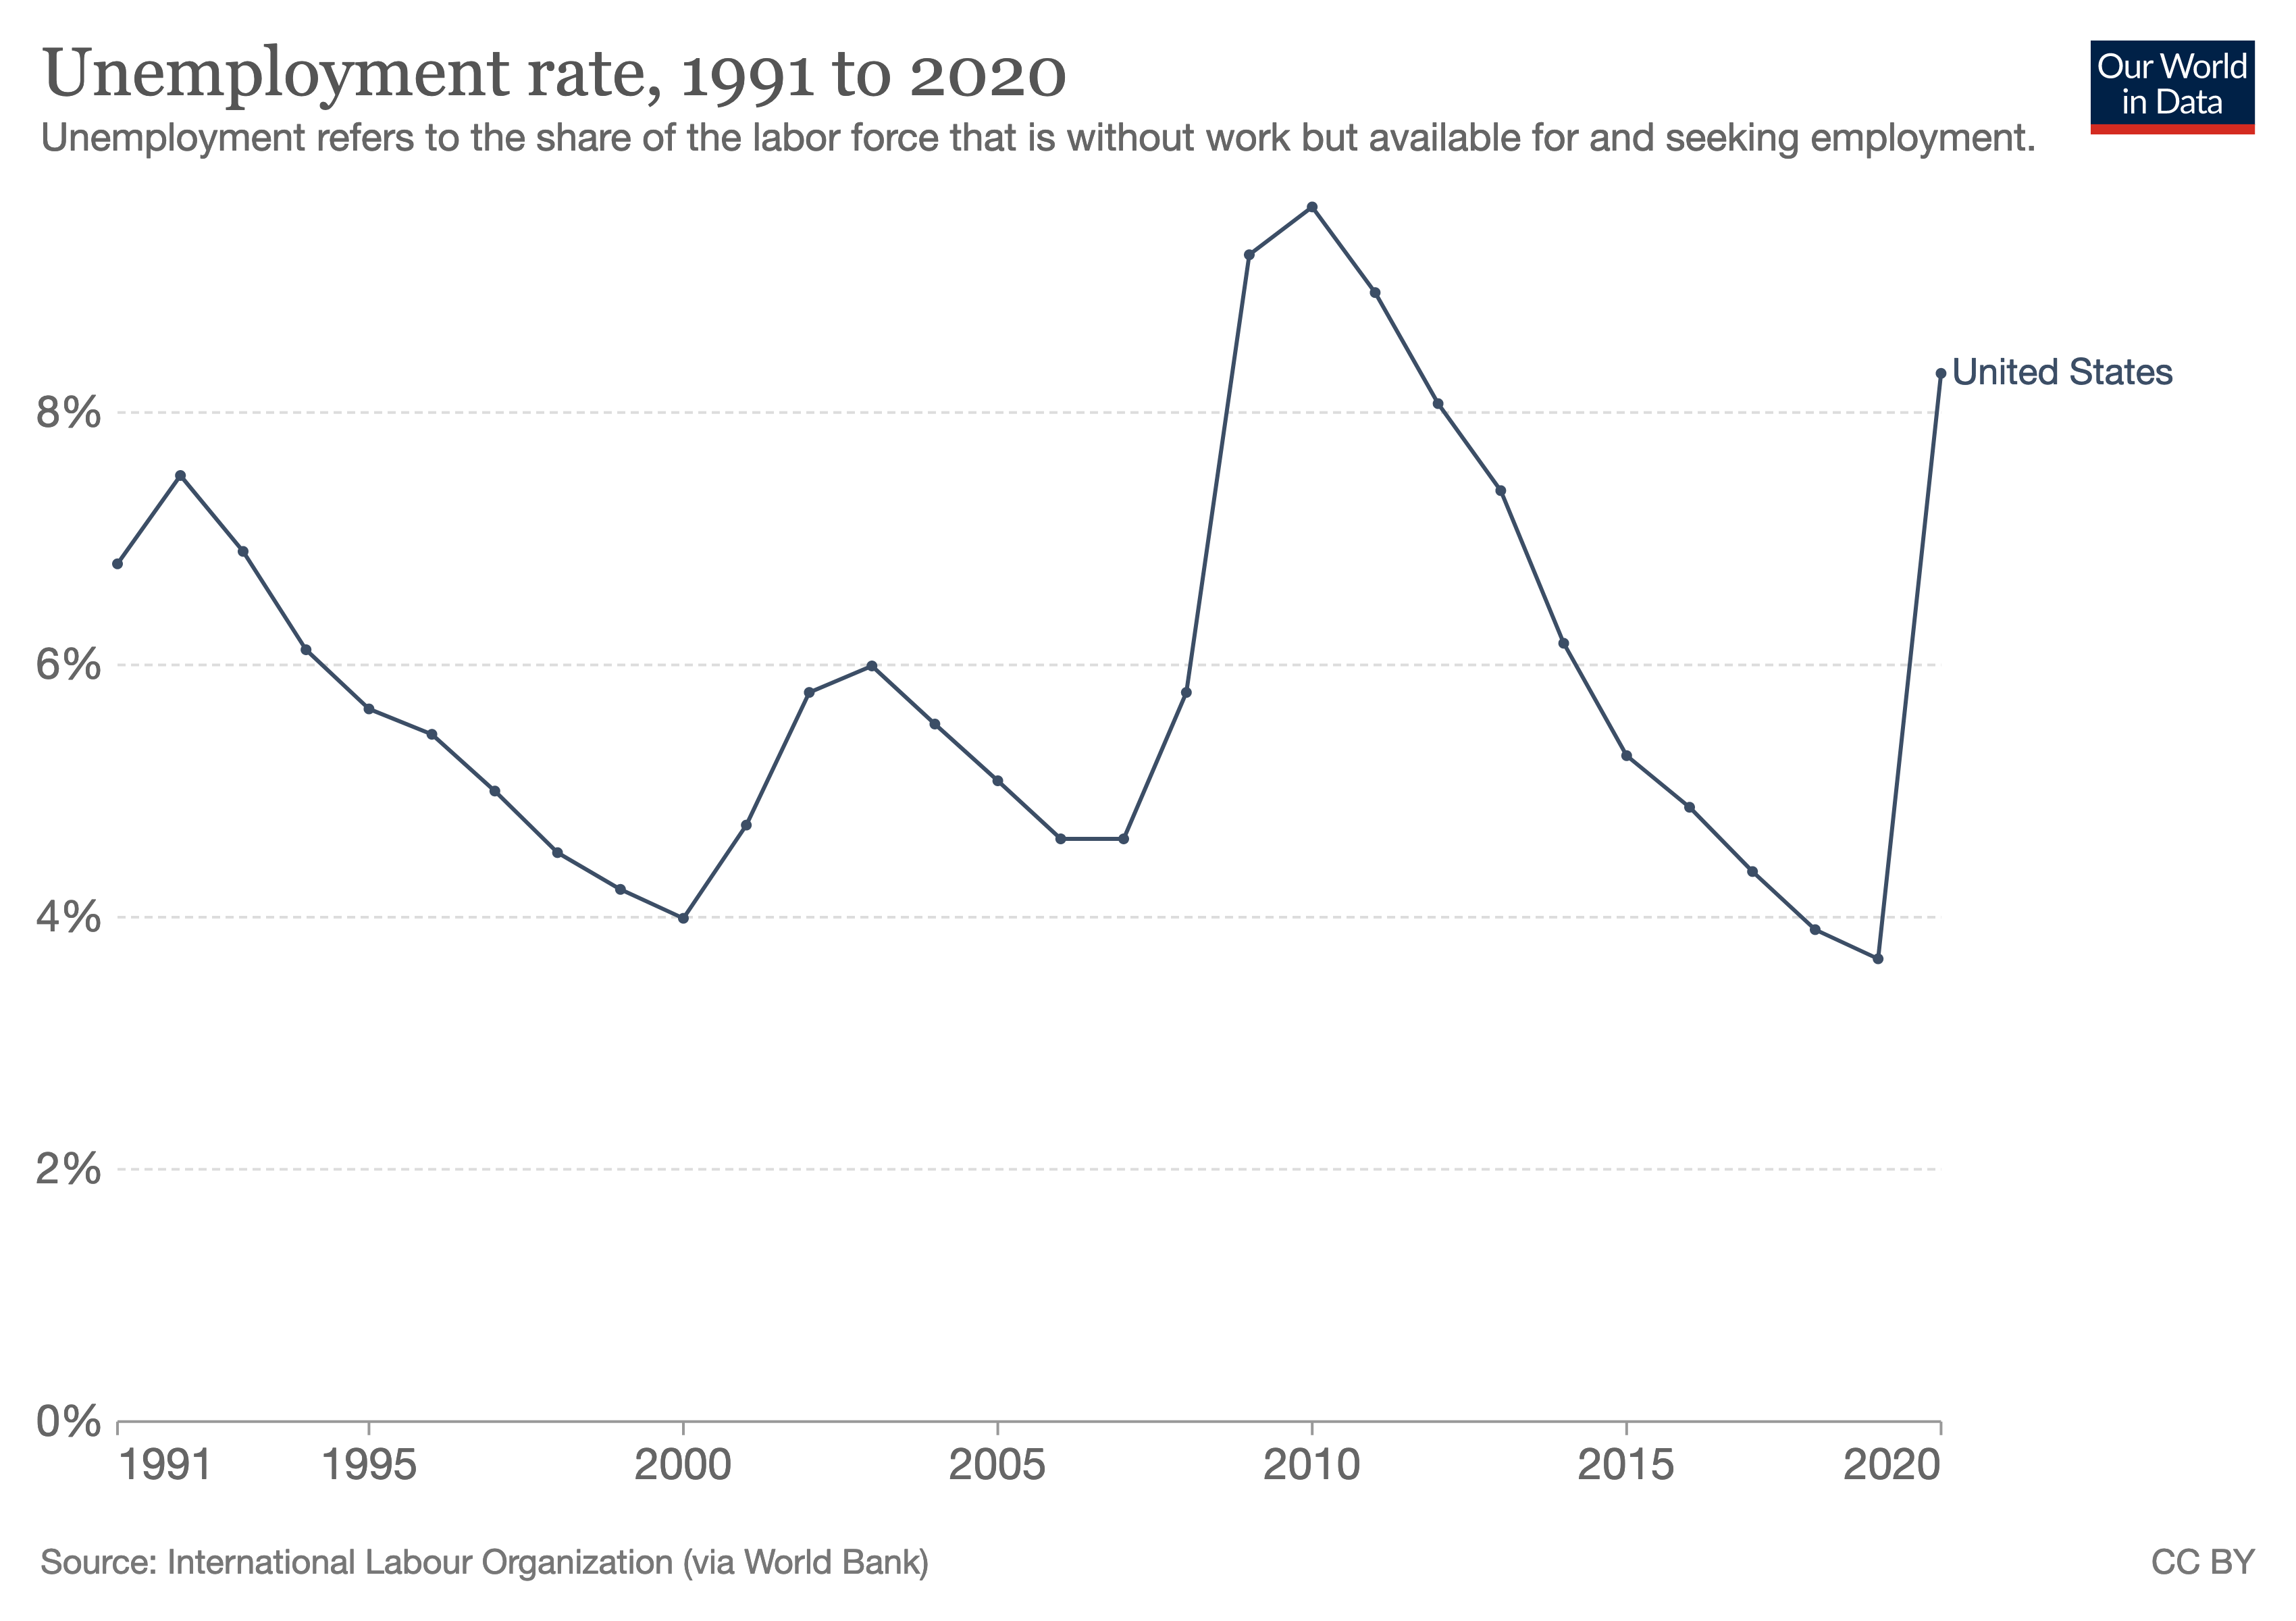 Unemployment rate, 1991 to 2020
Our World
in Data
Unemployment refers to the share of the labor force that is without work but available for and seeking employment.
United States
8%
6%
4%
2%
0%
1991 1995 2000 2005 2010 2015 2020
Source: International Labour Organization (via World Bank)
CC BY